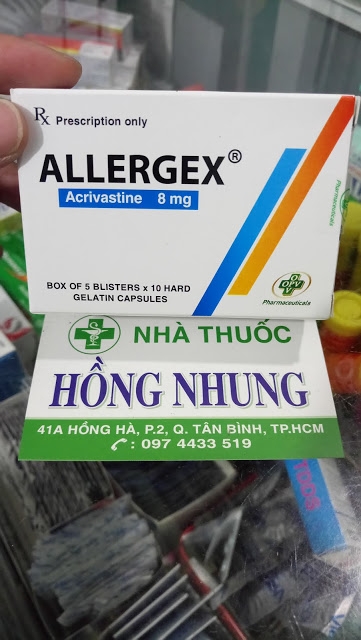 Rx Prescription only
ALLERGEX®
Acrivastine 8 mg
BOX OF 5 BLISTERS x 10 HARD
GELATIN CAPSULES
OPV
Pharmaceuticals
Pharmaceuticals
NHÀ THUỐC
HỒNG NHUNG
41A HỒNG HÀ, P.2, Q. TÂN BÌNH, TP.HCM
: 097 4433 519